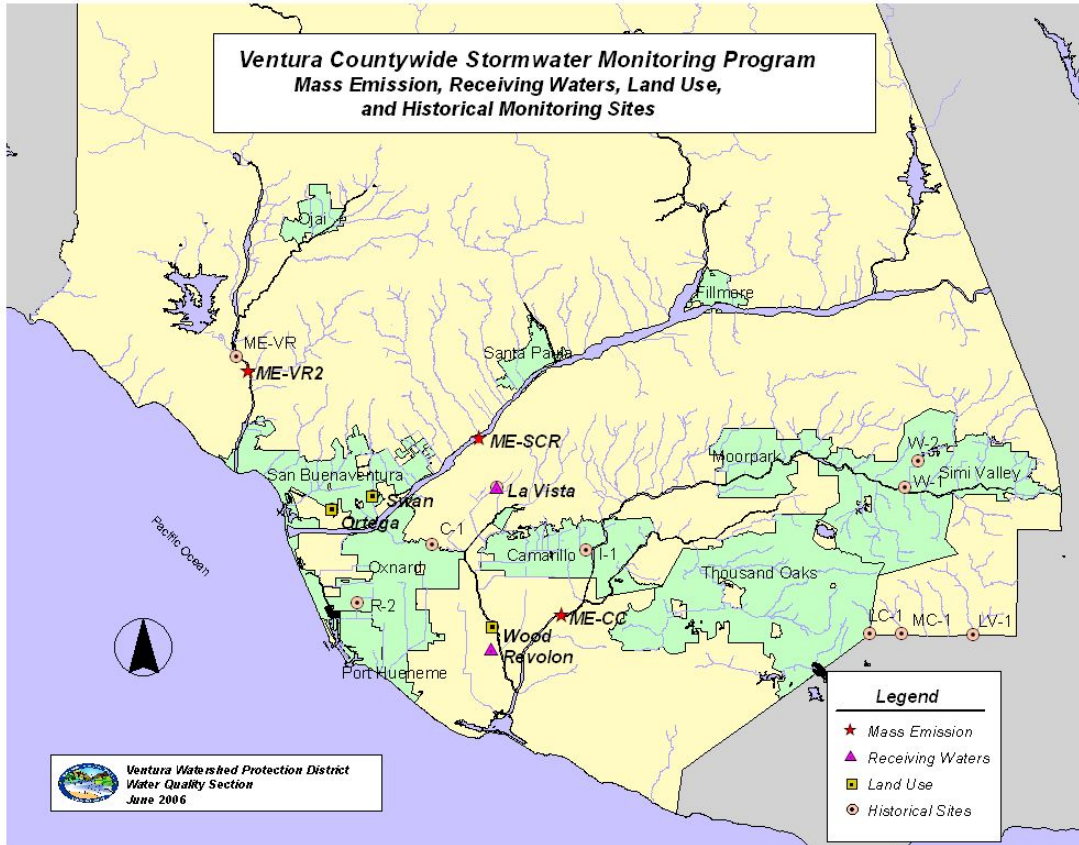 Ventura Countywide Stormwater Monitoring Program
Mass Emission, Receiving Waters, Land Use,
and Historical Monitoring Sites
Ojai
Fillmore
ME-VR
ME-VR2
Santa Paula
ME-SCR
Moorpark
W-2
Simi Valley
W-1
San Buenaventura
Swan
La Vista
Ortega
C-1
Camarillo
I-1
Pacific Ocean
Oxnard
Thousand Oaks
R-2
ME-CC
LC-1
MC-1
LV-1
Wood
Revolon
Port Hueneme
Legend
Mass Emission
Receiving Waters
Land Use
Historical Sites
Ventura Watershed Protection District
Water Quality Section
June 2006